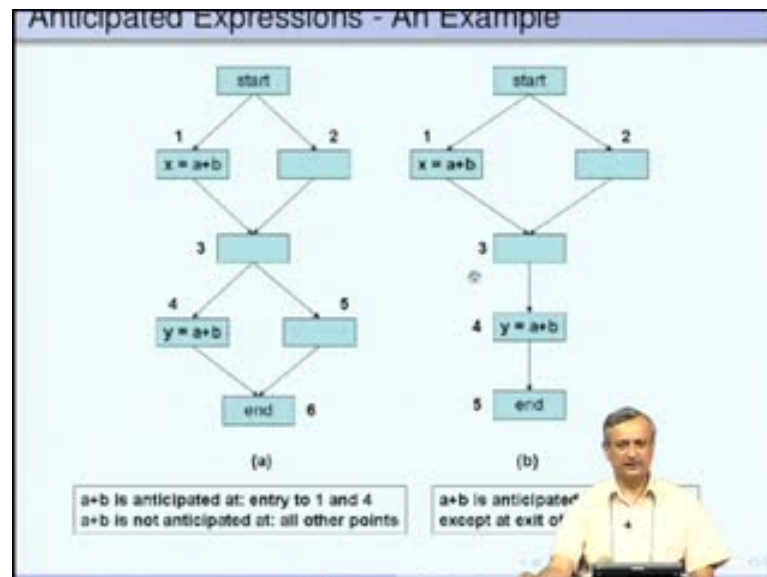 Anticipated Expressions - An Example
start
1
2
x = a+b
3
4
5
y = a+b
end
6
(a)
a+b is anticipated at: entry to 1 and 4
a+b is not anticipated at: all other points
start
1
2
x = a+b
3
4
y = a+b
5
end
(b)
a+b is anticipated
except at exit of